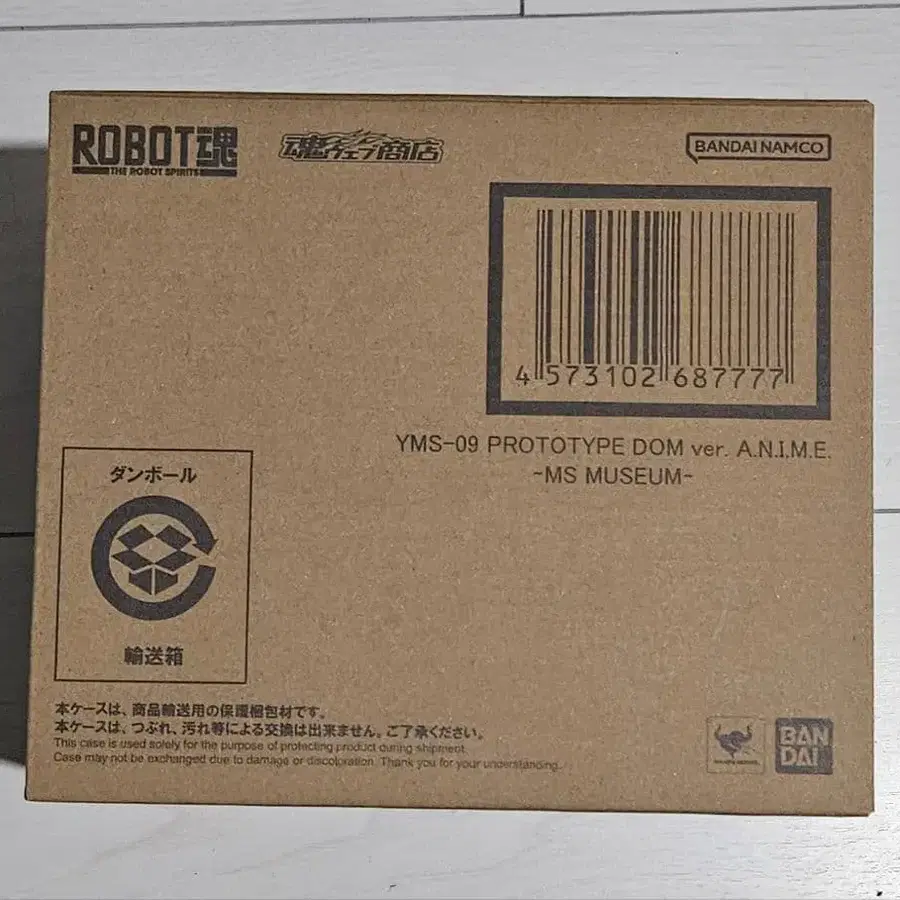 ROBOT魂
THE ROBOT SPIRITS
魂ウェブ商店
BANDAI NAMCO
4 573102 687777
YMS-09 PROTOTYPE DOM ver. A.N.I.M.E.
-MS MUSEUM-
ダンボール
輸送箱
本ケースは、商品輸送用の保護梱包材です。
本ケースは、つぶれ、汚れ等による交換は出来ません。ご了承ください。
This case is used solely for the purpose of protecting product during shipment.
Case may not be exchanged due to damage or discoloration. Thank you for your understanding.
BAN
DAI